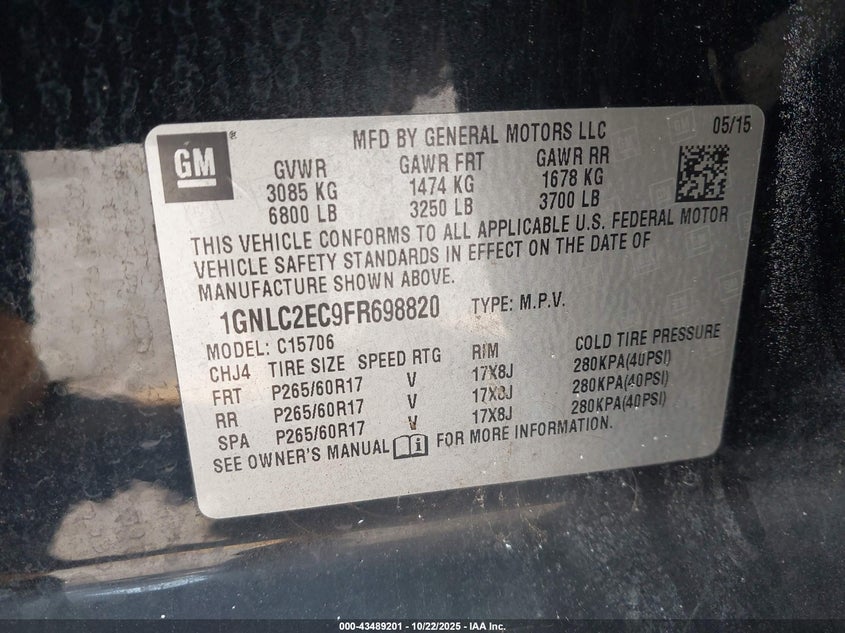 GM
MFD BY GENERAL MOTORS LLC 05/15
GVWR GAWR FRT GAWR RR
3085 KG 1474 KG 1678 KG
6800 LB 3250 LB 3700 LB
THIS VEHICLE CONFORMS TO ALL APPLICABLE U.S. FEDERAL MOTOR
VEHICLE SAFETY STANDARDS IN EFFECT ON THE DATE OF
MANUFACTURE SHOWN ABOVE.
1GNLC2EC9FR698820 TYPE: M.P.V.
MODEL: C15706
CHJ4 TIRE SIZE SPEED RTG RIM COLD TIRE PRESSURE
FRT P265/60R17 V 17X8J 280KPA(40PSI)
RR P265/60R17 V 17X8J 280KPA(40PSI)
SPA P265/60R17 V 17X8J 280KPA(40PSI)
SEE OWNER'S MANUAL i FOR MORE INFORMATION.
000-43489201 - 10/22/2025 - IAA Inc.